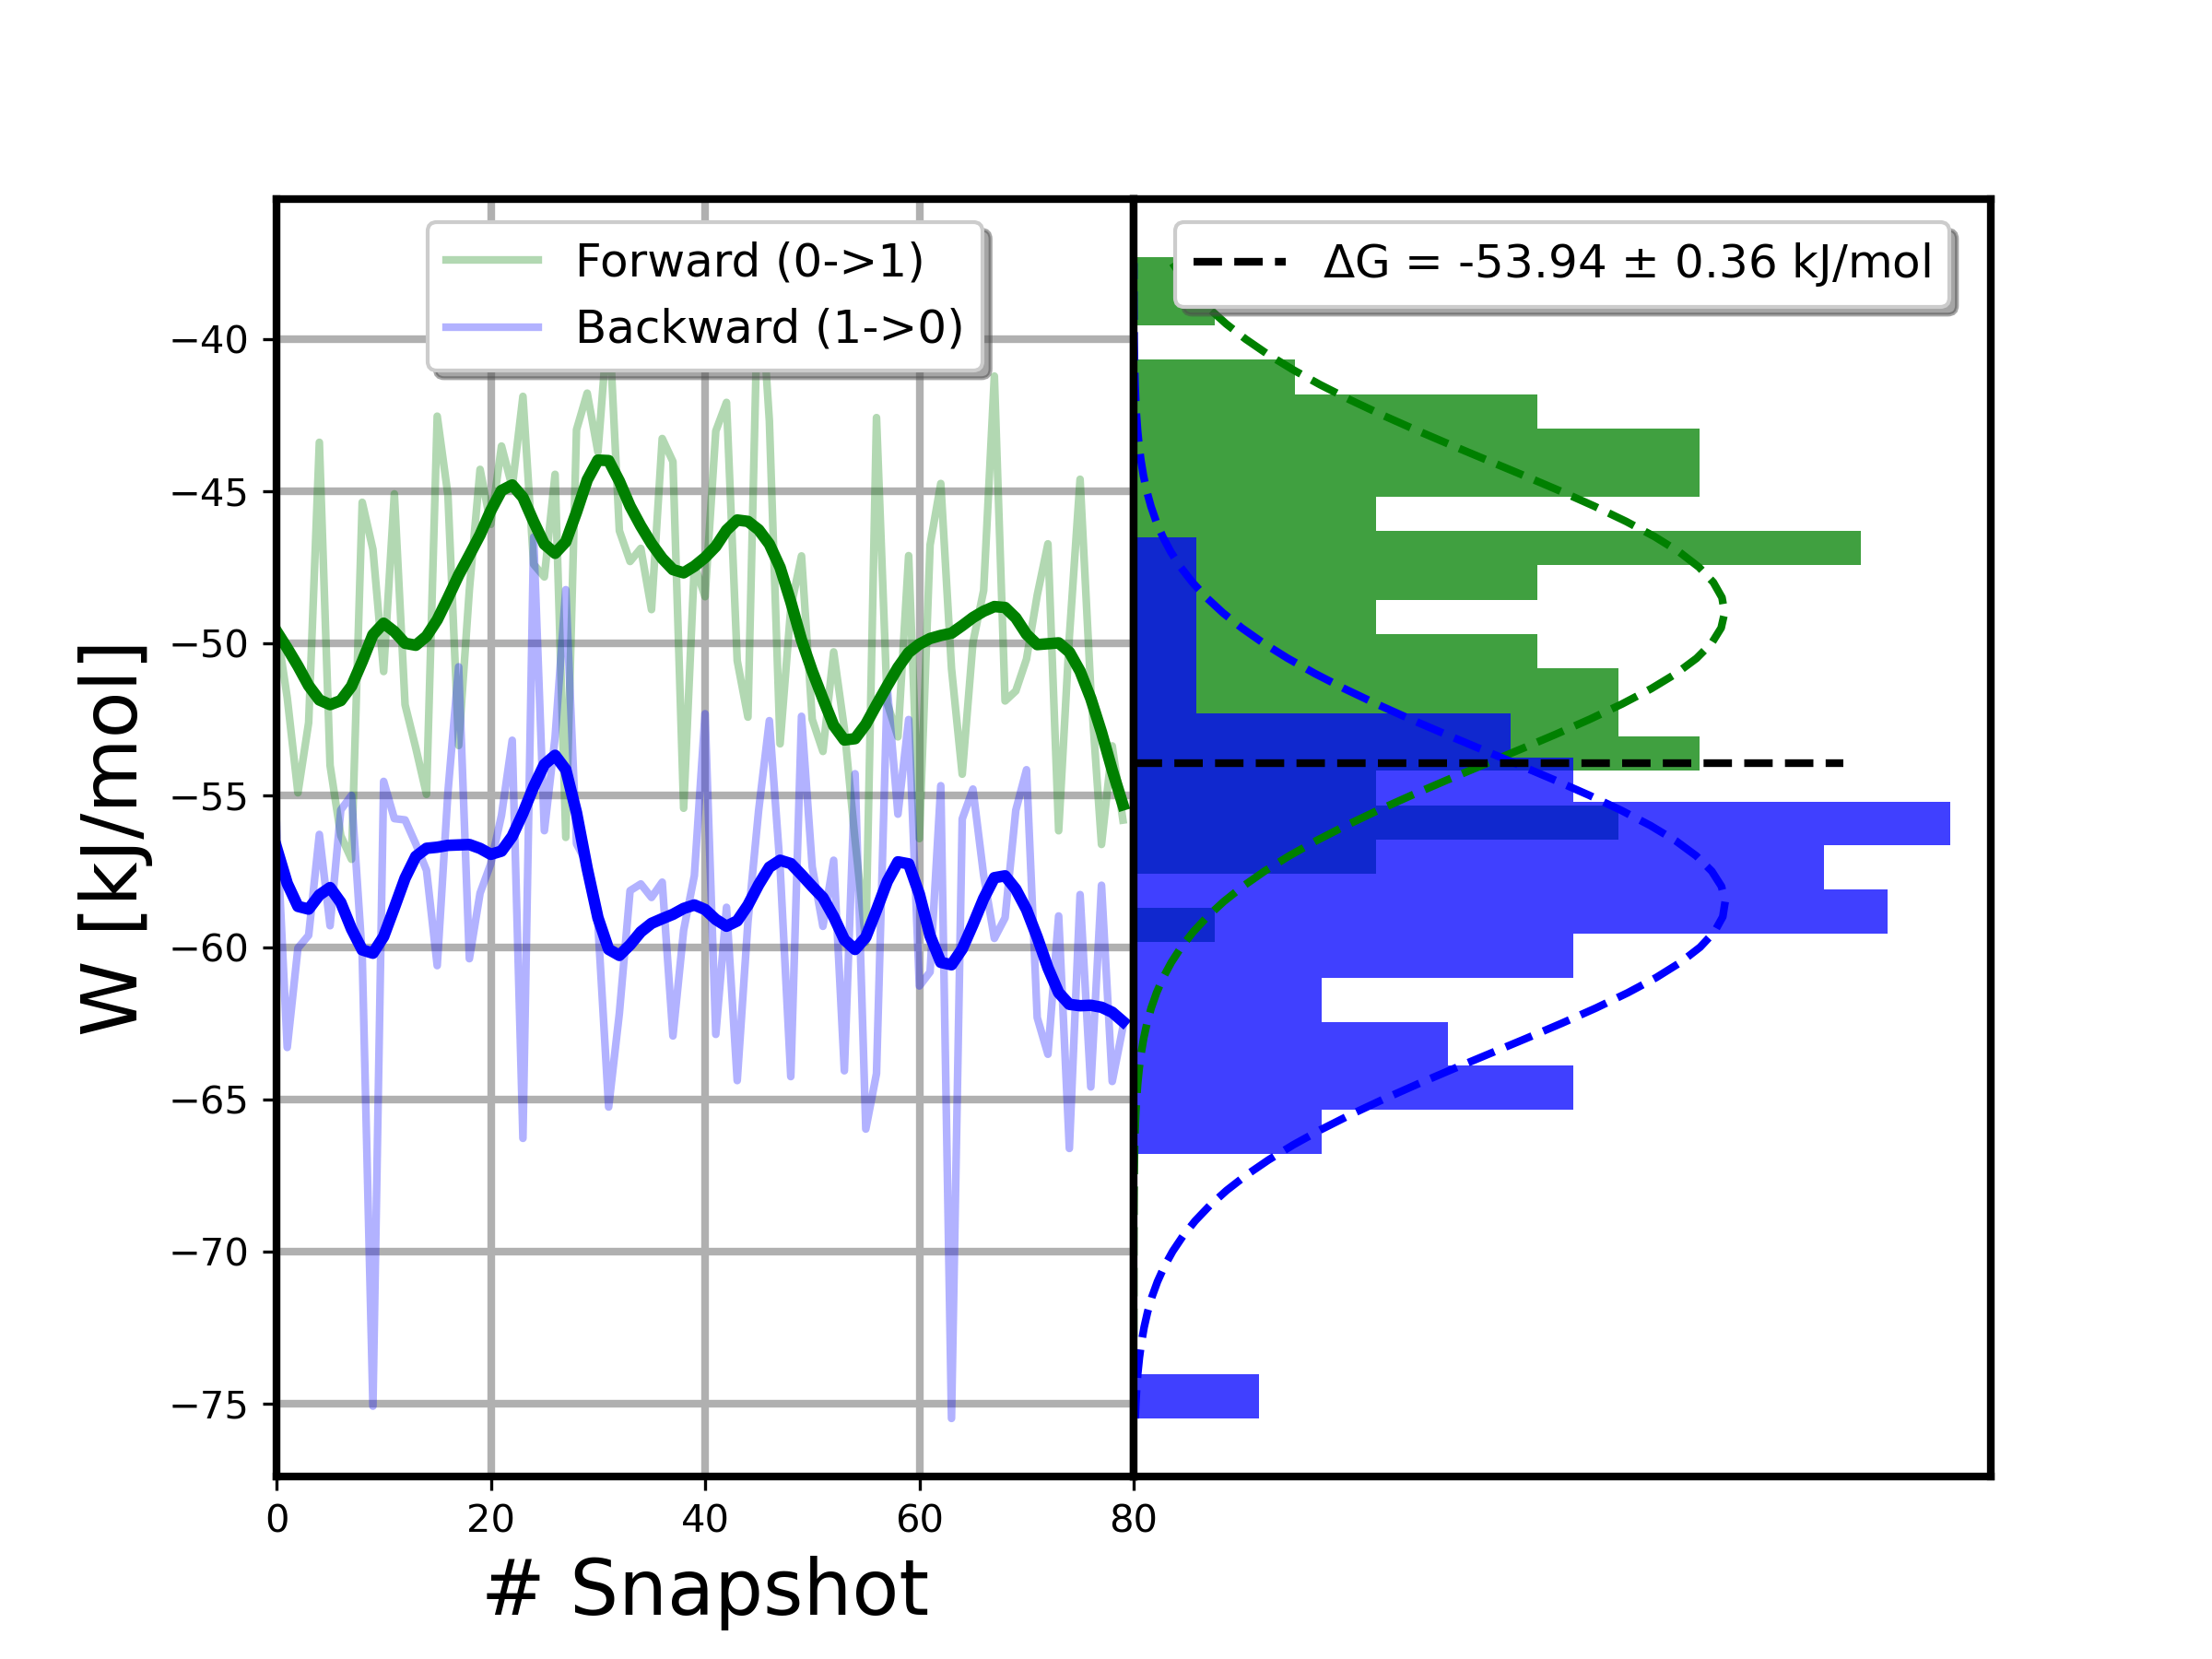 Forward (0->1)
Backward (1->0)
ΔG = -53.94 ± 0.36 kJ/mol
W [kJ/mol]
−40
−45
−50
−55
−60
−65
−70
−75
0 20 40 60 80
# Snapshot